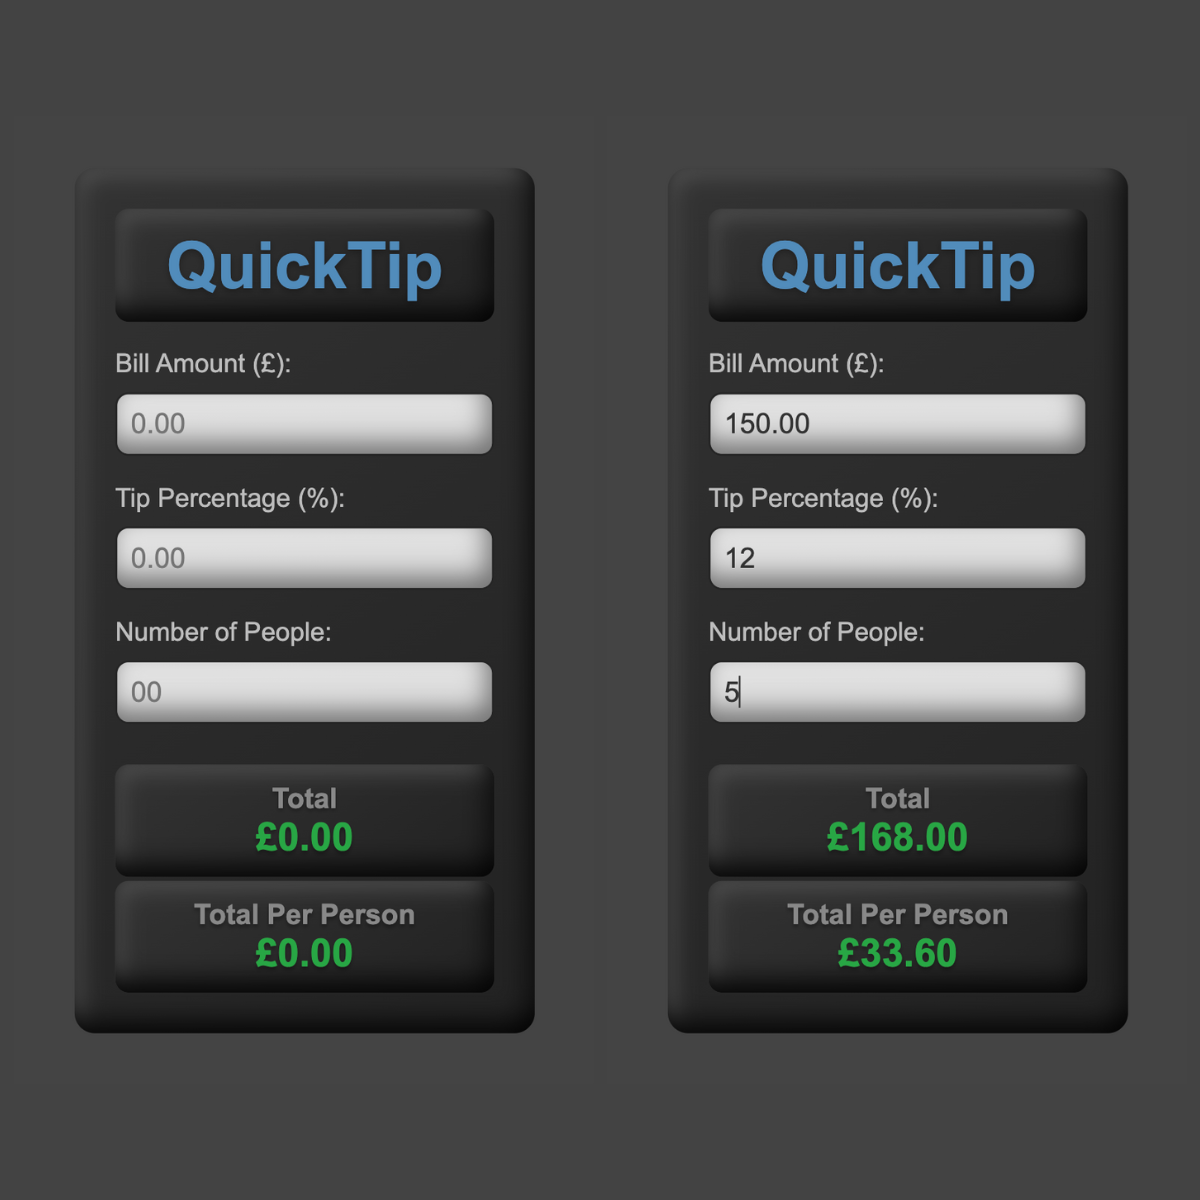 QuickTip
Bill Amount (£):
0.00
Tip Percentage (%):
0.00
Number of People:
00
Total
£0.00
Total Per Person
£0.00
QuickTip
Bill Amount (£):
150.00
Tip Percentage (%):
12
Number of People:
5
Total
£168.00
Total Per Person
£33.60